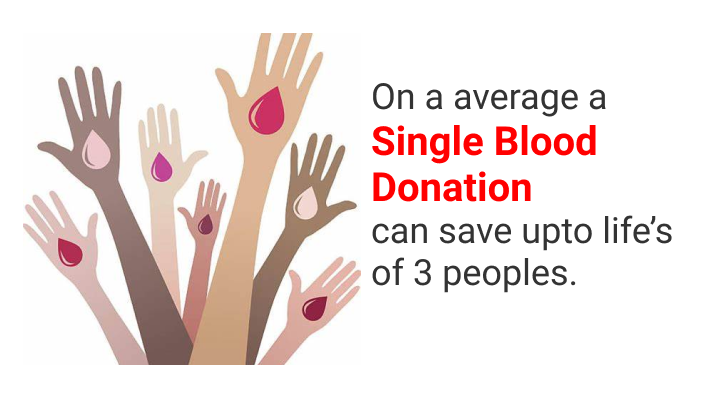 On a average a
Single Blood
Donation
can save upto life's
of 3 peoples.